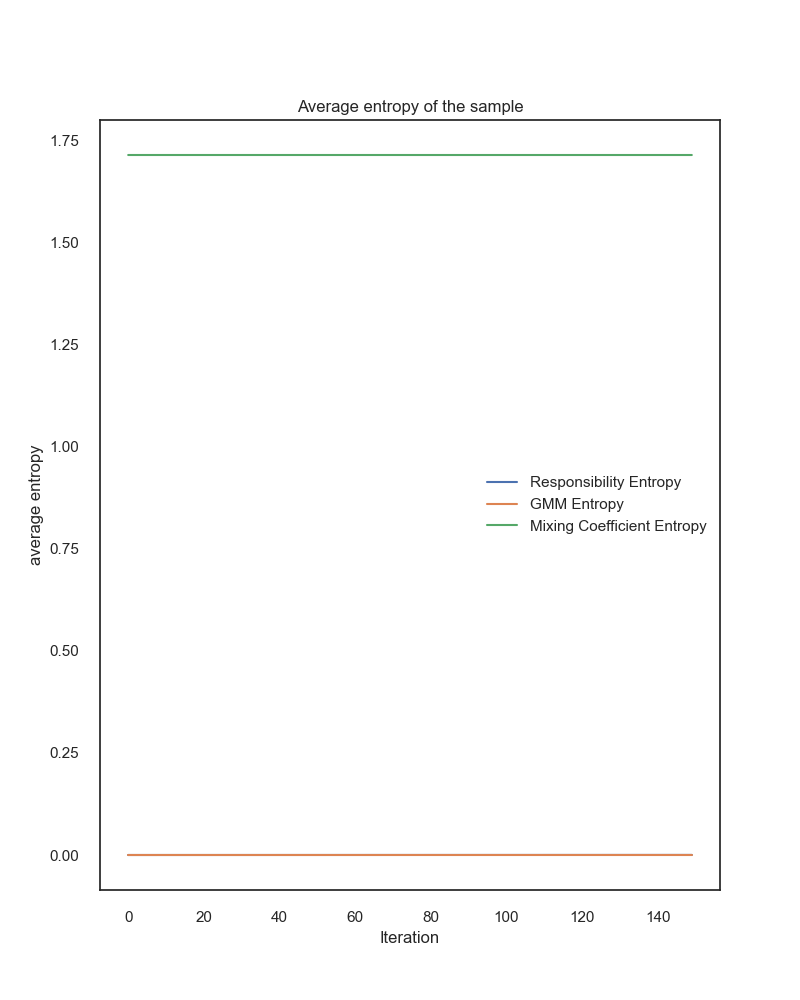 Average entropy of the sample
1.75
1.50
1.25
1.00
0.75
0.50
0.25
0.00
average entropy
Responsibility Entropy
GMM Entropy
Mixing Coefficient Entropy
0 20 40 60 80 100 120 140
Iteration